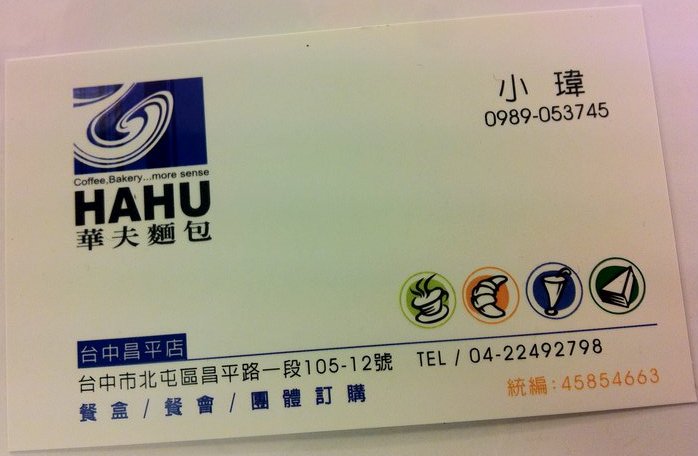 小瑋
0989-053745
Coffee,Bakery...more sense
HAHU
華夫麵包
台中昌平店
台中市北屯區昌平路一段105-12號 TEL / 04-22492798
餐盒 / 餐會 / 團體訂購
統編:45854663